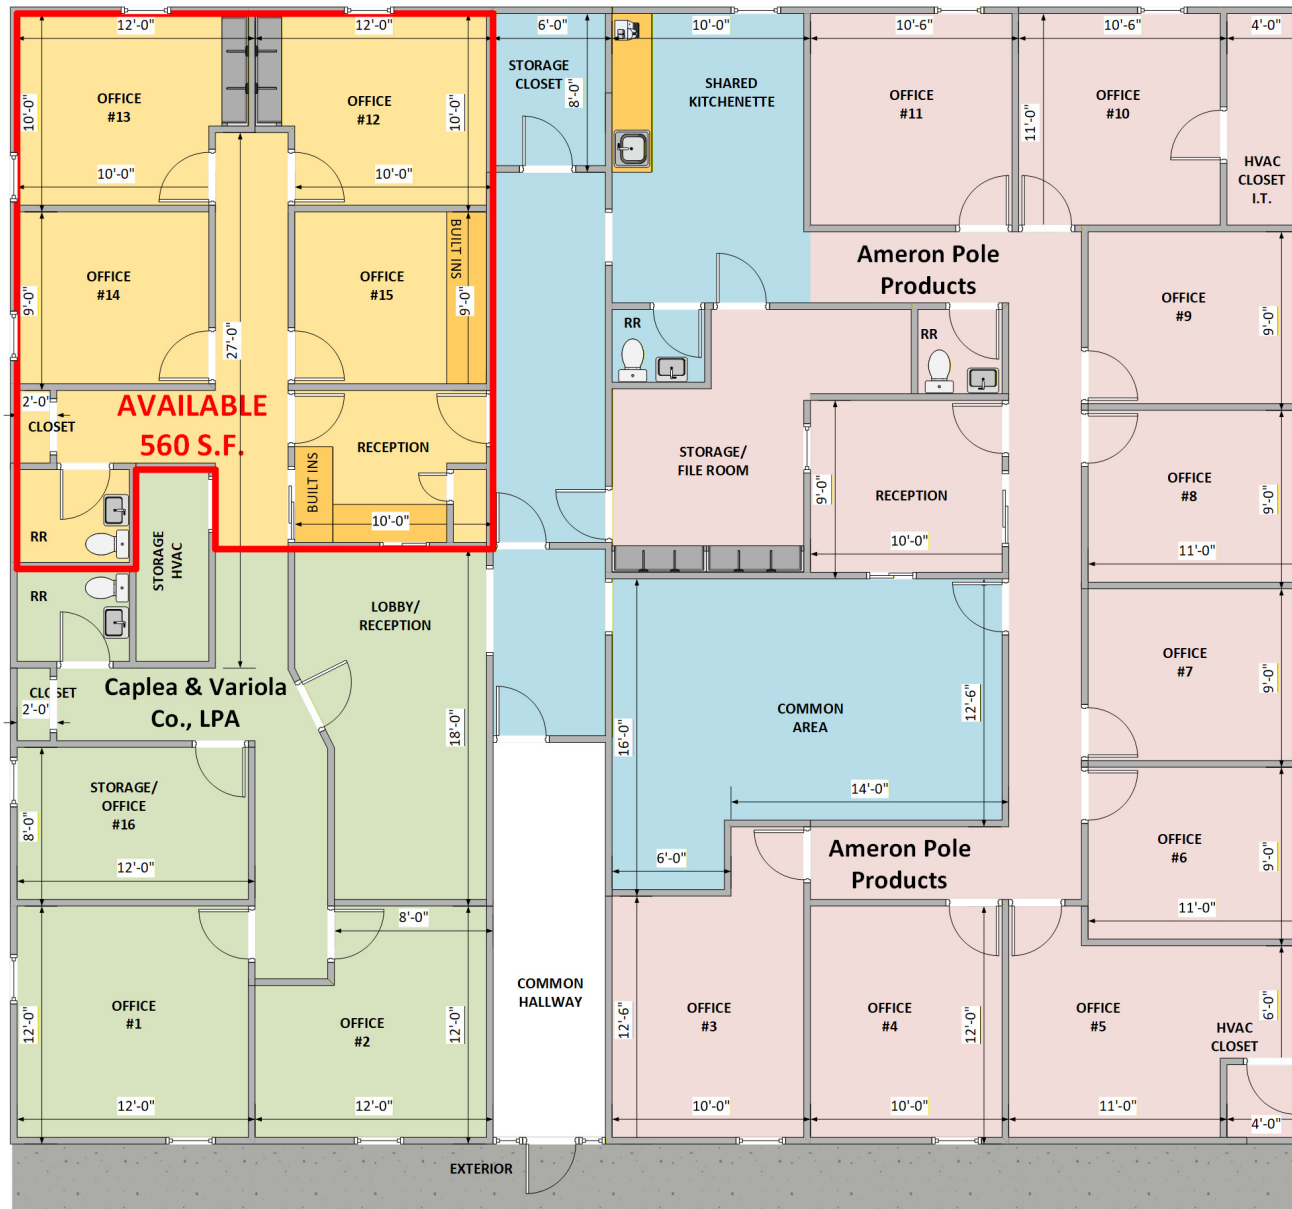 12'-0"
12'-0"
6'-0"
10'-0"
10'-6"
10'-6"
4'-0"
STORAGE
CLOSET
8'-0"
SHARED
KITCHENETTE
OFFICE
#13
10'-0"
OFFICE
#12
10'-0"
OFFICE
#11
11'-0"
OFFICE
#10
10'-0"
10'-0"
HVAC
CLOSET
I.T.
OFFICE
#14
9'-0"
OFFICE
#15
BUILT INS
9'-0"
27'-0"
Ameron Pole
Products
OFFICE
#9
9'-0"
RR
RR
2'-0"
CLOSET
AVAILABLE
560 S.F.
RECEPTION
BUILT INS
10'-0"
STORAGE/
FILE ROOM
9'-0"
RECEPTION
10'-0"
OFFICE
#8
9'-0"
11'-0"
RR
STORAGE
HVAC
RR
LOBBY/
RECEPTION
18'-0"
OFFICE
#7
9'-0"
CLOSET
2'-0"
Caplea & Variola
Co., LPA
COMMON
AREA
16'-0"
12'-6"
14'-0"
6'-0"
STORAGE/
OFFICE
#16
8'-0"
12'-0"
Ameron Pole
Products
OFFICE
#6
9'-0"
11'-0"
8'-0"
OFFICE
#1
12'-0"
OFFICE
#2
12'-0"
COMMON
HALLWAY
OFFICE
#3
12'-6"
OFFICE
#4
12'-0"
OFFICE
#5
6'-0"
HVAC
CLOSET
12'-0"
12'-0"
10'-0"
10'-0"
11'-0"
4'-0"
EXTERIOR